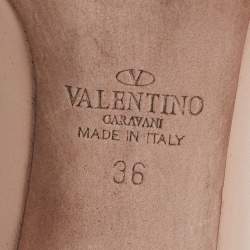 V
VALENTINO
GARAVANI
MADE IN ITALY
36